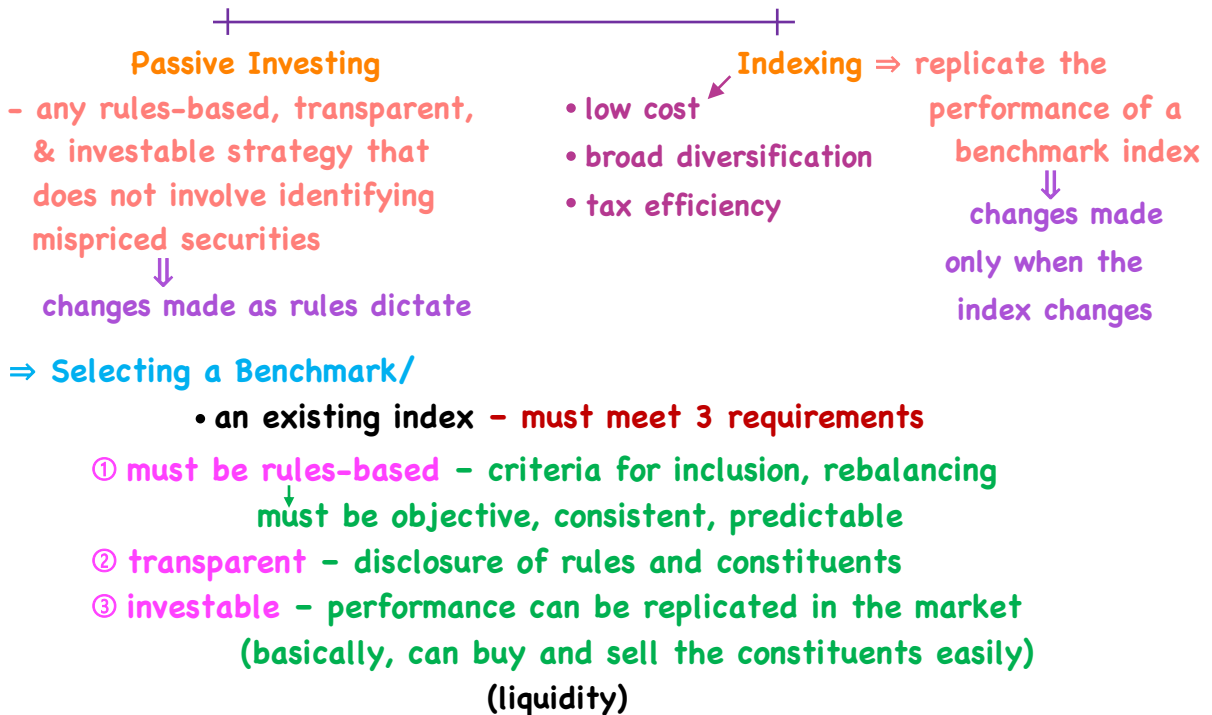 Passive Investing
- any rules-based, transparent,
& investable strategy that
does not involve identifying
mispriced securities
⇓
changes made as rules dictate
Indexing ⇒ replicate the
performance of a
benchmark index
⇓
changes made
only when the
index changes
• low cost
• broad diversification
• tax efficiency
⇒ Selecting a Benchmark/
• an existing index – must meet 3 requirements
① must be rules-based – criteria for inclusion, rebalancing
must be objective, consistent, predictable
② transparent – disclosure of rules and constituents
③ investable – performance can be replicated in the market
(basically, can buy and sell the constituents easily)
(liquidity)